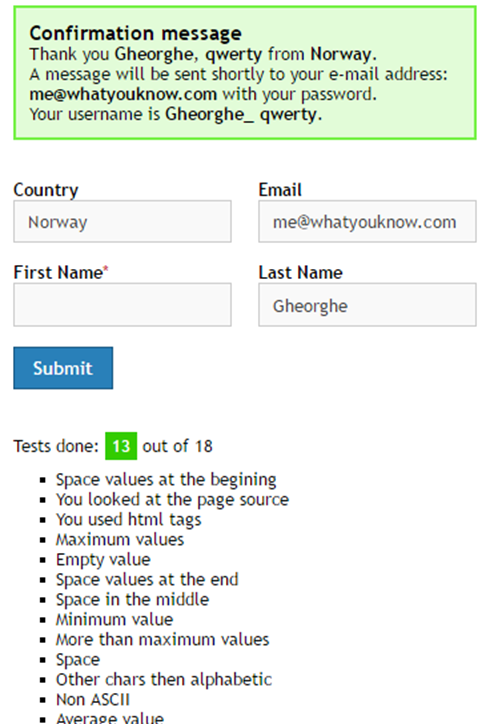 Confirmation message
Thank you Gheorghe, qwerty from Norway.
A message will be sent shortly to your e-mail address:
me@whatyouknow.com with your password.
Your username is Gheorghe_ qwerty.
Country
Email
Norway
me@whatyouknow.com
First Name*
Last Name
Gheorghe
Submit
Tests done: 13 out of 18
Space values at the begining
You looked at the page source
You used html tags
Maximum values
Empty value
Space values at the end
Space in the middle
Minimum value
More than maximum values
Space
Other chars then alphabetic
Non ASCII
Average value